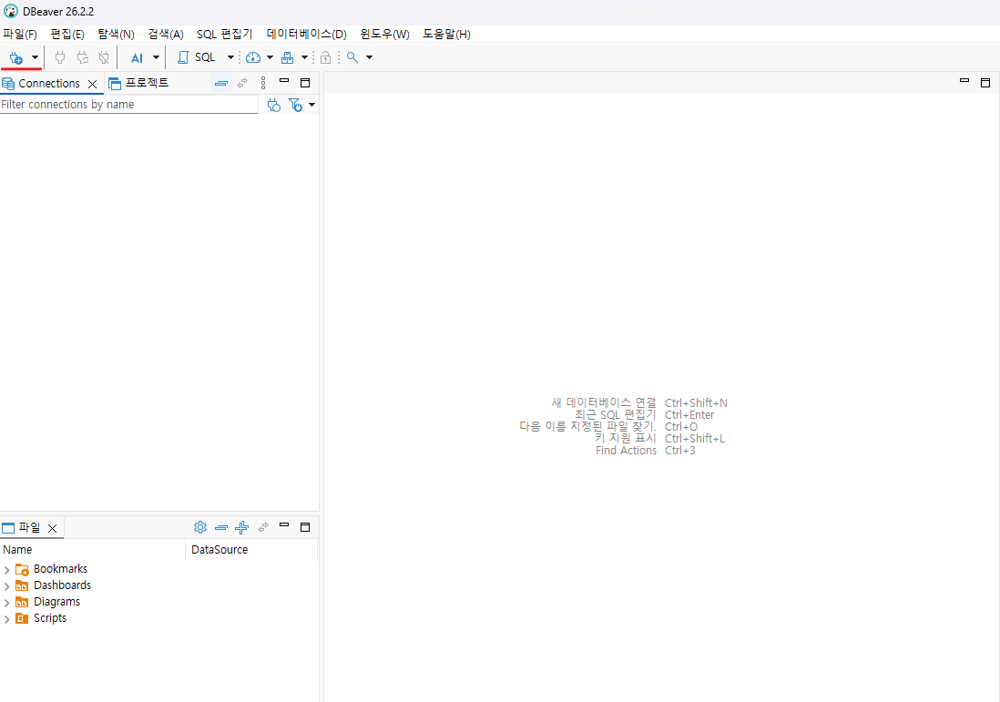 DBeaver 26.2.2
파일(F) 편집(E) 탐색(N) 검색(A) SQL 편집기 데이터베이스(D) 윈도우(W) 도움말(H)
AI SQL
Connections 프로젝트
Filter connections by name
새 데이터베이스 연결 Ctrl+Shift+N
최근 SQL 편집기 Ctrl+Enter
다음 이름 지정된 파일 찾기. Ctrl+O
키 지원 표시 Ctrl+Shift+L
Find Actions Ctrl+3
파일
Name DataSource
Bookmarks
Dashboards
Diagrams
Scripts